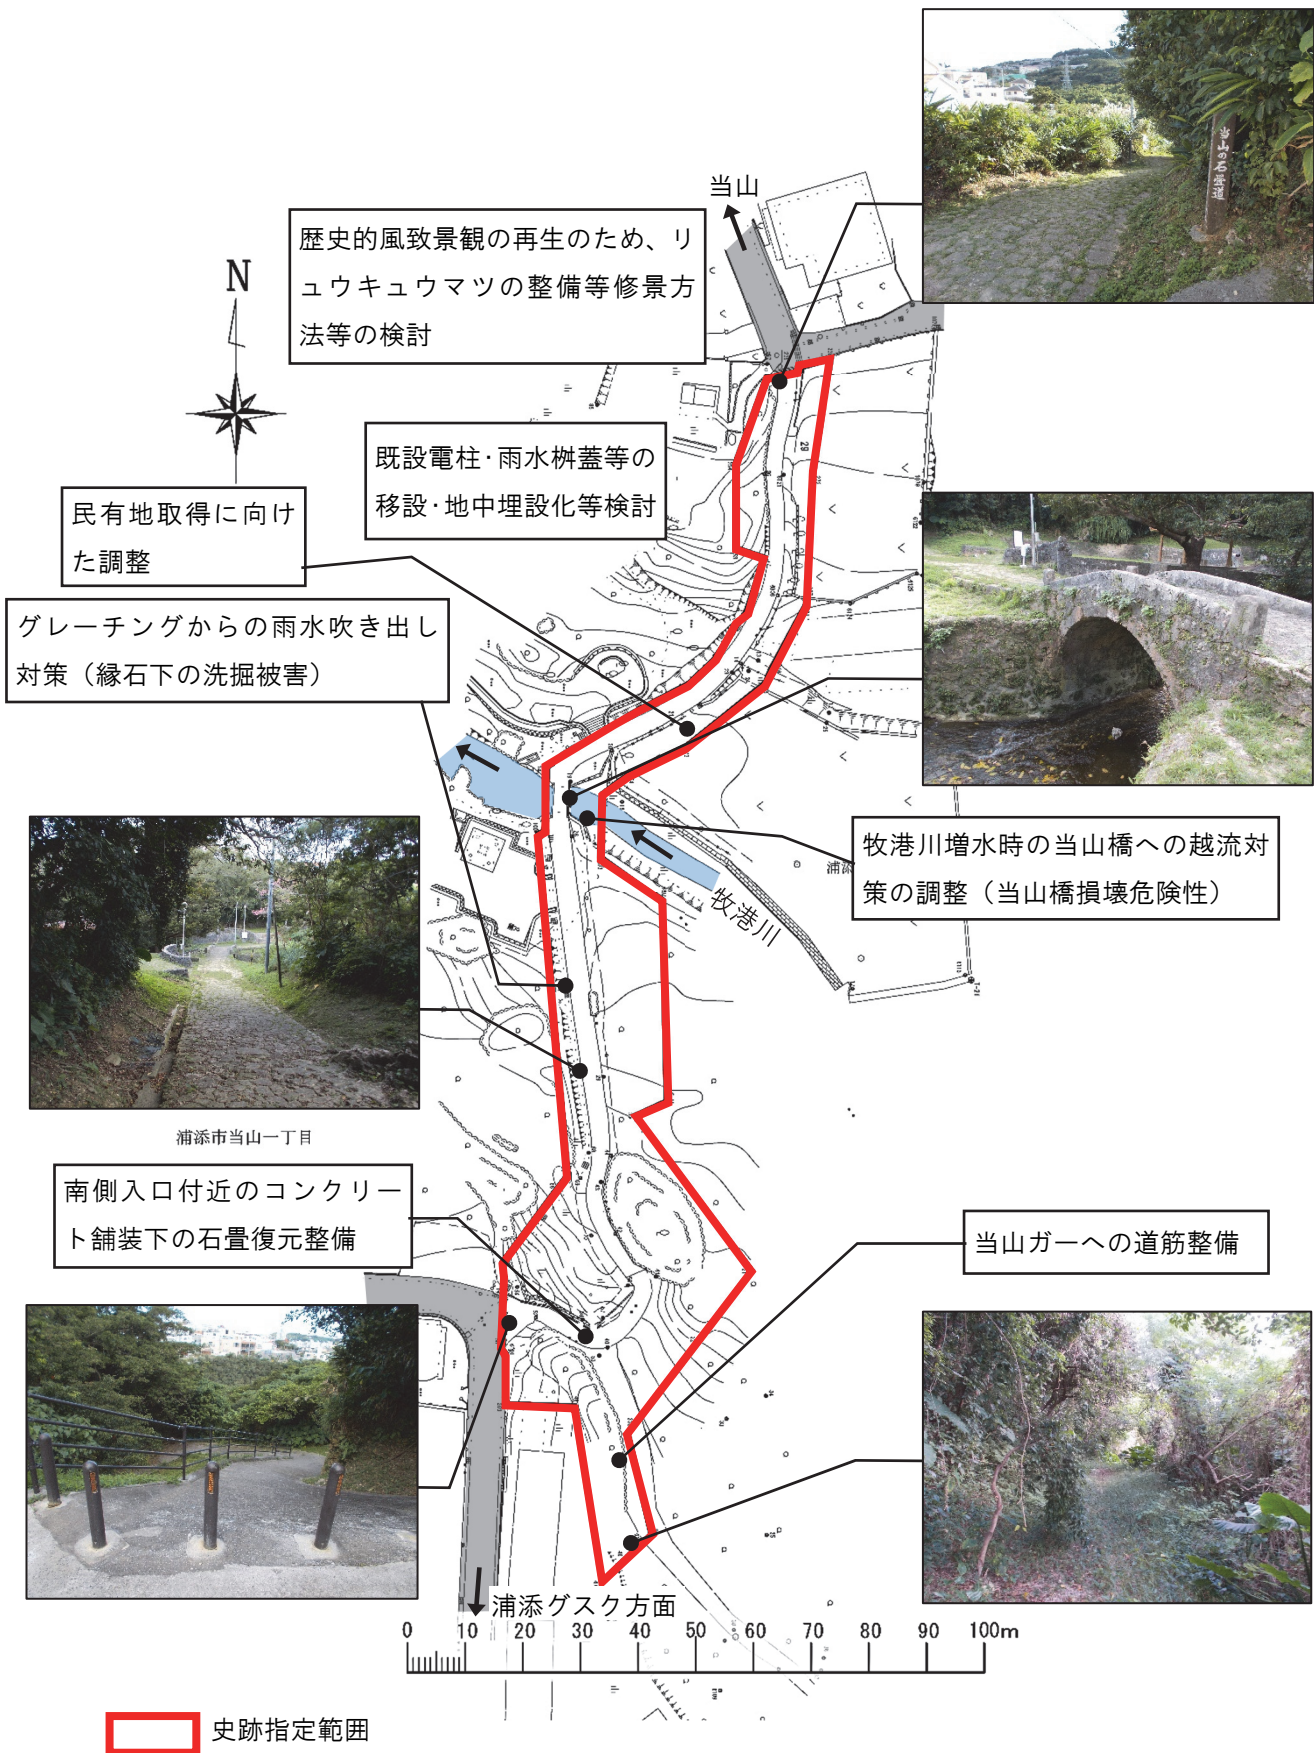 当山の石畳道
当山
歴史的風致景観の再生のため、リ
ュウキュウマツの整備等修景方
法等の検討
N
既設電柱・雨水桝蓋等の
移設・地中埋設化等検討
民有地取得に向け
た調整
グレーチングからの雨水吹き出し
対策（縁石下の洗掘被害）
29
牧港川増水時の当山橋への越流対
策の調整（当山橋損壊危険性）
浦添
牧港川
浦添市当山一丁目
南側入口付近のコンクリー
ト舗装下の石畳復元整備
当山ガーへの道筋整備
浦添グスク方面
0 10 20 30 40 50 60 70 80 90 100m
史跡指定範囲